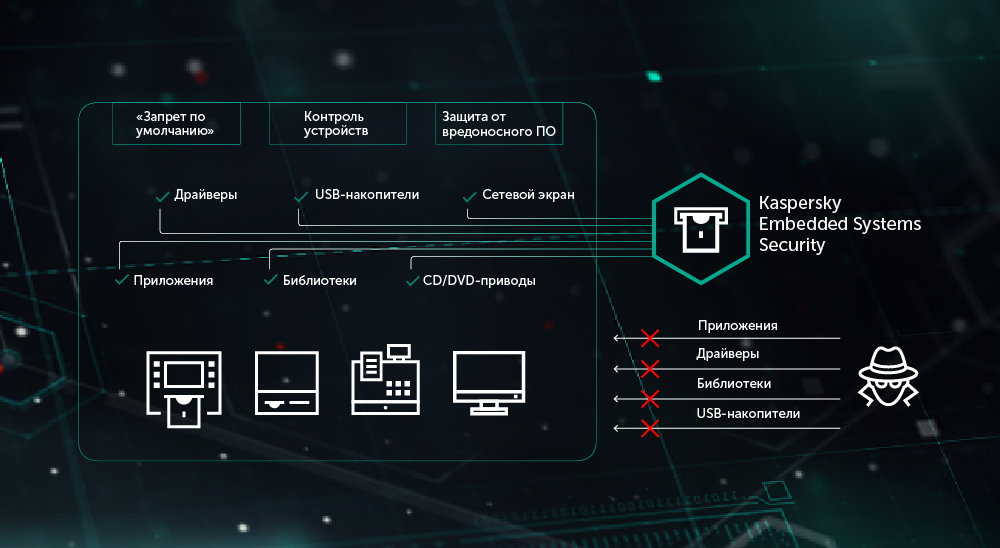 «Запрет по
умолчанию»
Контроль
устройств
Защита от
вредоносного ПО
Драйверы
USB-накопители
Сетевой экран
Приложения
Библиотеки
CD/DVD-приводы
Kaspersky
Embedded Systems
Security
Приложения
Драйверы
Библиотеки
USB-накопители